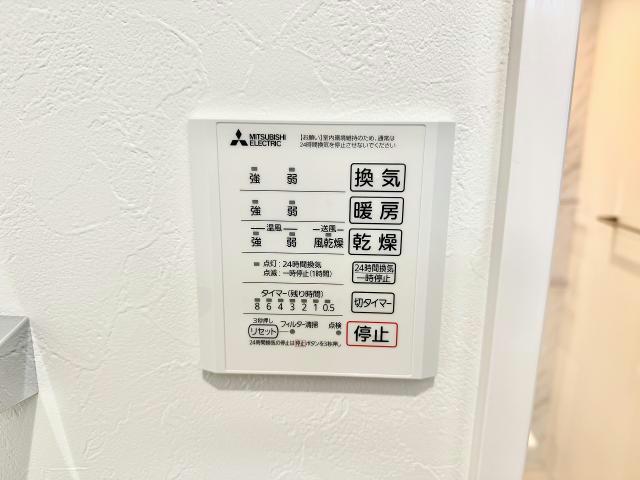 MITSUBISHI
ELECTRIC
【お願い】室内環境維持のため、通常は
24時間換気を停止させないでください
強 弱 換気
強 弱 暖房
温風 送風
強 弱 風乾燥 乾燥
点灯:24時間換気
点滅:一時停止(1時間)
24時間換気
一時停止
タイマー(残り時間)
8 6 4 3 2 1 0.5
切タイマー
3秒押し
リセット フィルター清掃 点検
停止
24時間換気の停止は停止ボタンを3秒押し